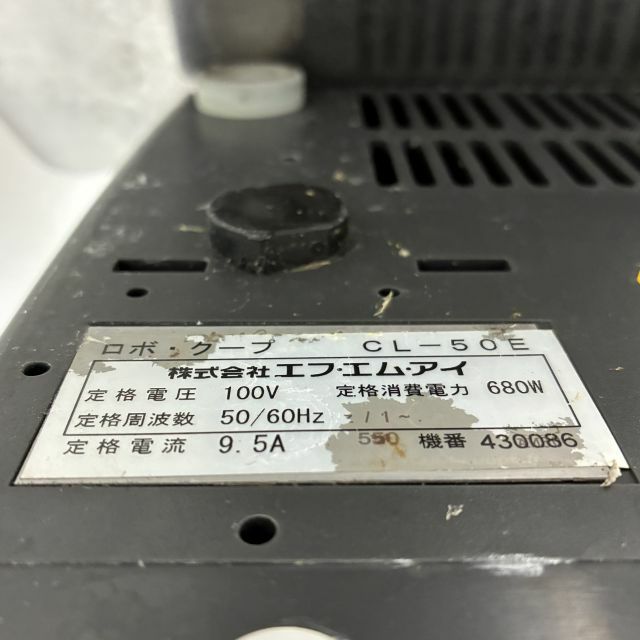 ロボ・クープ CL-50E
株式会社 エフ・エム・アイ
定格電圧 100V 定格消費電力 680W
定格周波数 50/60Hz /1~
定格電流 9.5A 550 機番 430086